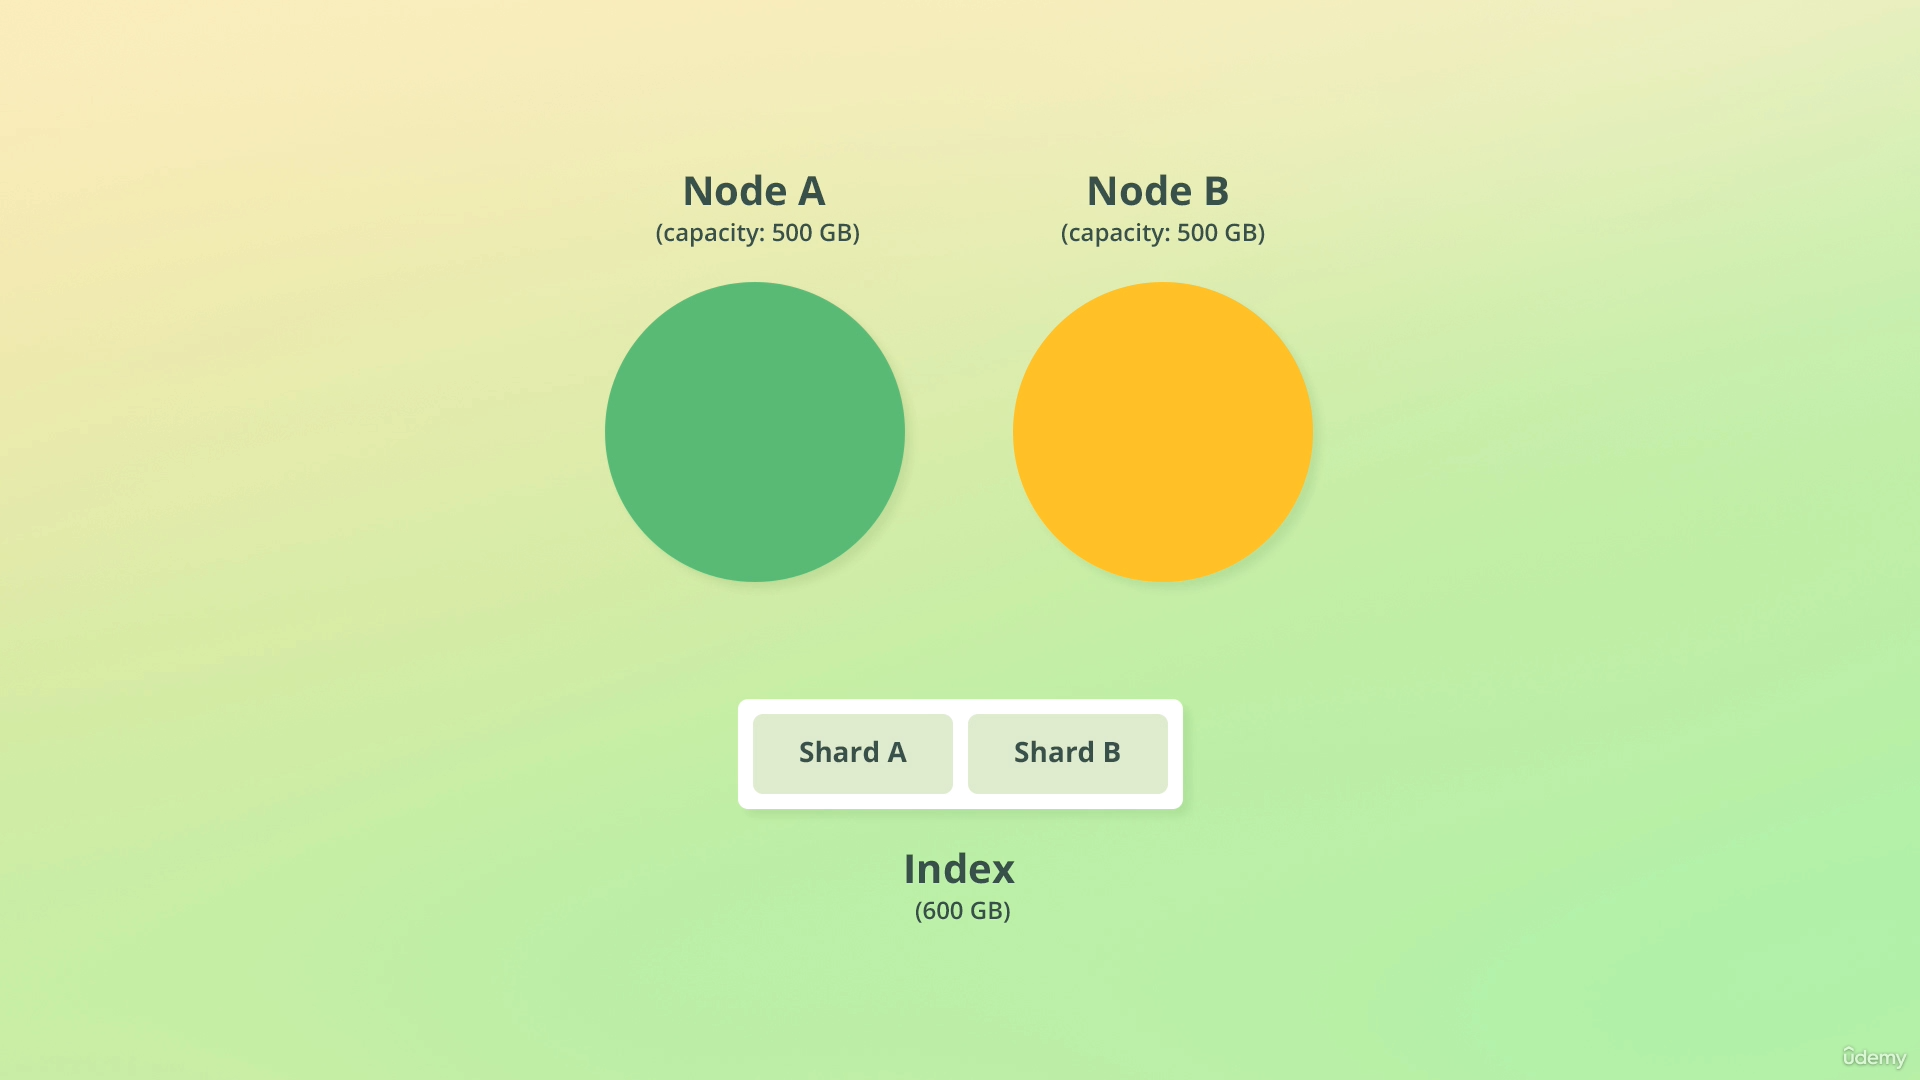 Node A
(capacity: 500 GB)
Node B
(capacity: 500 GB)
Shard A
Shard B
Index
(600 GB)
ûdemy